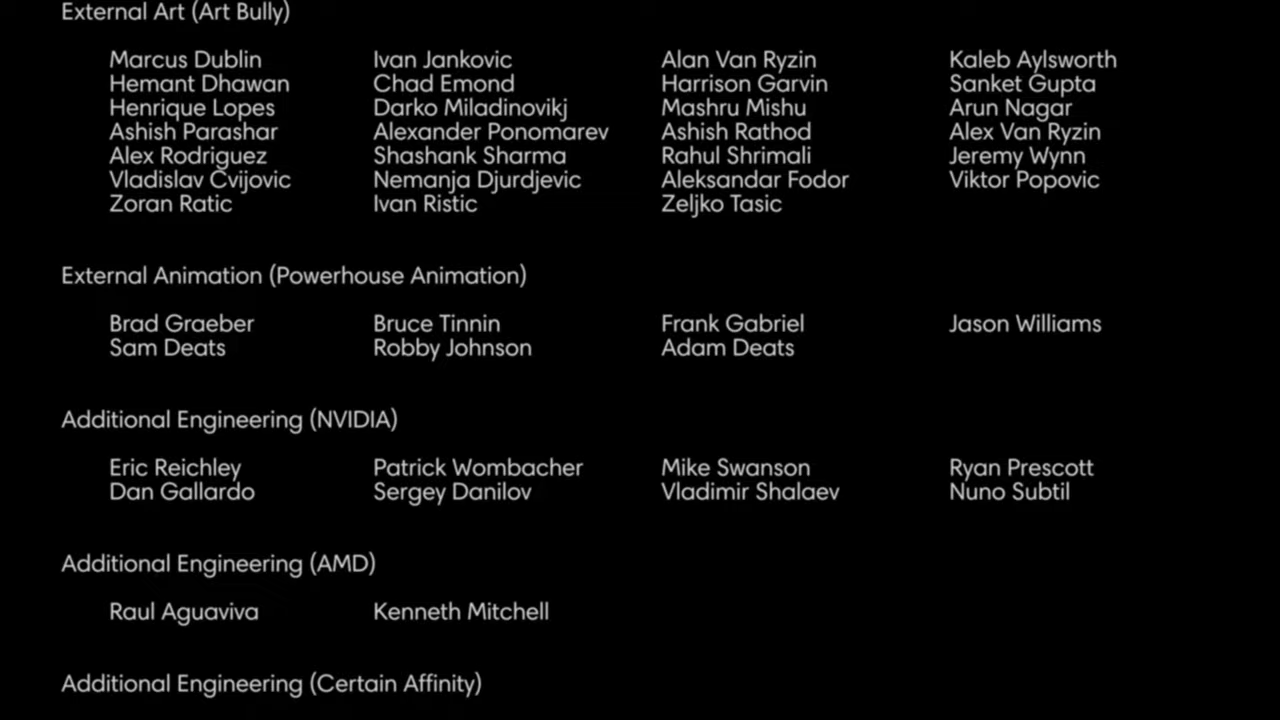 External Art (Art Bully)
Marcus Dublin Ivan Jankovic Alan Van Ryzin Kaleb Aylsworth
Hemant Dhawan Chad Emond Harrison Garvin Sanket Gupta
Henrique Lopes Darko Miladinovikj Mashru Mishu Arun Nagar
Ashish Parashar Alexander Ponomarev Ashish Rathod Alex Van Ryzin
Alex Rodriguez Shashank Sharma Rahul Shrimali Jeremy Wynn
Vladislav Cvijovic Nemanja Djurdjevic Aleksandar Fodor Viktor Popovic
Zoran Ratic Ivan Ristic Zeljko Tasic
External Animation (Powerhouse Animation)
Brad Graeber Bruce Tinnin Frank Gabriel Jason Williams
Sam Deats Robby Johnson Adam Deats
Additional Engineering (NVIDIA)
Eric Reichley Patrick Wombacher Mike Swanson Ryan Prescott
Dan Gallardo Sergey Danilov Vladimir Shalaev Nuno Subtil
Additional Engineering (AMD)
Raul Aguaviva Kenneth Mitchell
Additional Engineering (Certain Affinity)